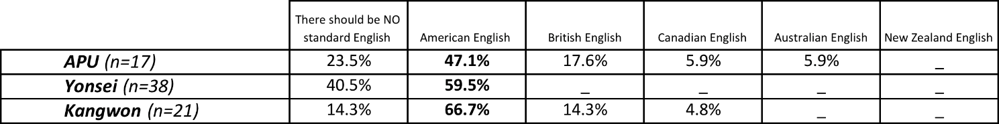 There should be NO
standard English American English British English Canadian English Australian English New Zealand English
APU (n=17) 23.5% 47.1% 17.6% 5.9% 5.9% _
Yonsei (n=38) 40.5% 59.5% _ _ _ _
Kangwon (n=21) 14.3% 66.7% 14.3% 4.8% _ _